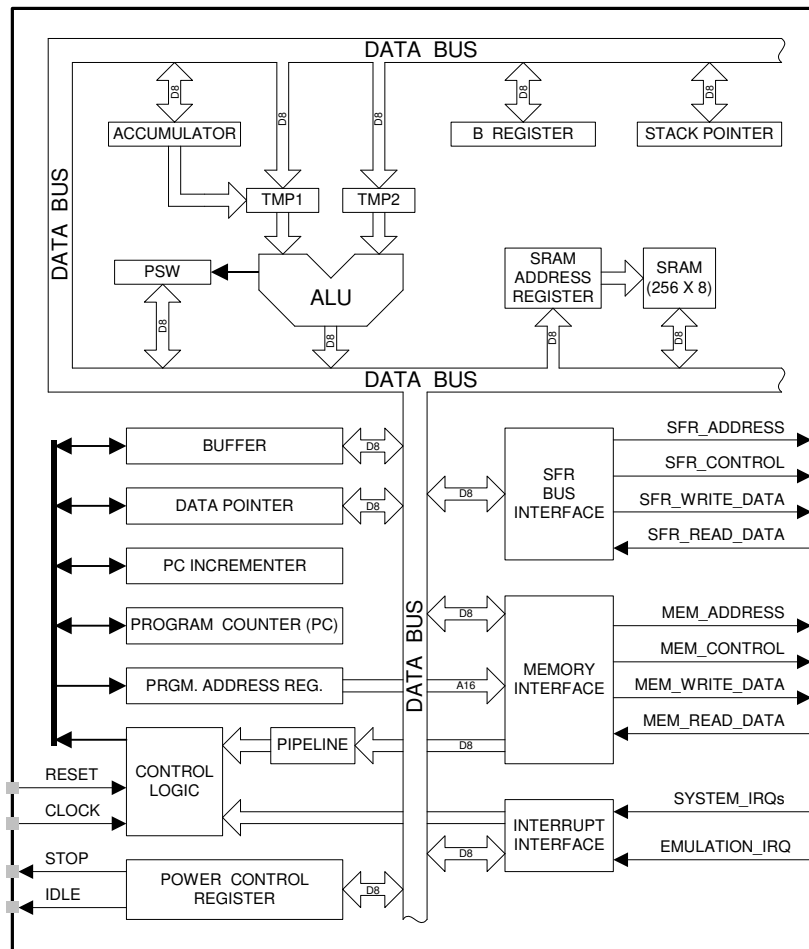 DATA BUS
D8
D8
D8
D8
D8
ACCUMULATOR
B REGISTER
STACK POINTER
DATA BUS
TMP1
TMP2
PSW
ALU
SRAM
ADDRESS
REGISTER
SRAM
(256 X 8)
D8
D8
D8
D8
DATA BUS
BUFFER
D8
DATA POINTER
D8
PC INCREMENTER
PROGRAM COUNTER (PC)
PRGM. ADDRESS REG.
A16
PIPELINE
D8
CONTROL
LOGIC
RESET
CLOCK
STOP
IDLE
POWER CONTROL
REGISTER
D8
DATA BUS
D8
SFR
BUS
INTERFACE
SFR_ADDRESS
SFR_CONTROL
SFR_WRITE_DATA
SFR_READ_DATA
D8
MEMORY
INTERFACE
MEM_ADDRESS
MEM_CONTROL
MEM_WRITE_DATA
MEM_READ_DATA
D8
INTERRUPT
INTERFACE
SYSTEM_IRQs
EMULATION_IRQ